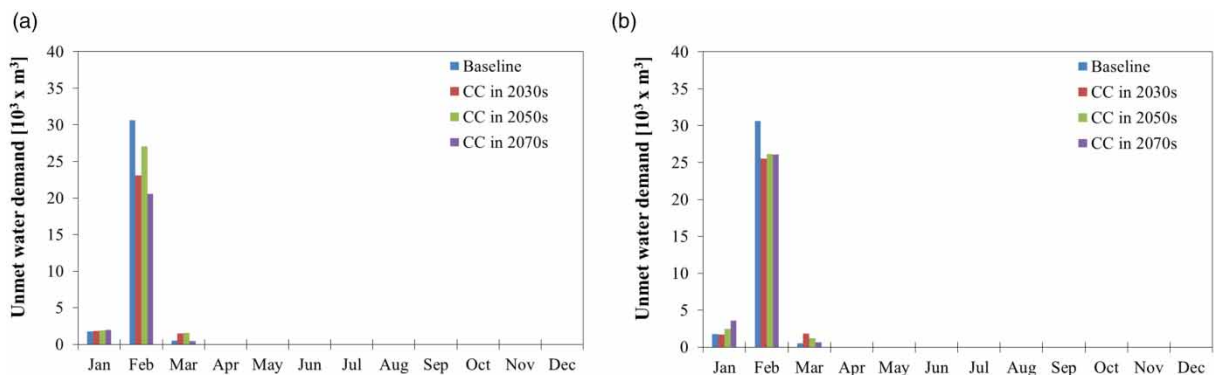 (a)
Unmet water demand [10³ x m³]
40
35
30
25
20
15
10
5
0
Baseline
CC in 2030s
CC in 2050s
CC in 2070s
Jan Feb Mar Apr May Jun Jul Aug Sep Oct Nov Dec
(b)
Unmet water demand [10³ x m³]
40
35
30
25
20
15
10
5
0
Baseline
CC in 2030s
CC in 2050s
CC in 2070s
Jan Feb Mar Apr May Jun Jul Aug Sep Oct Nov Dec